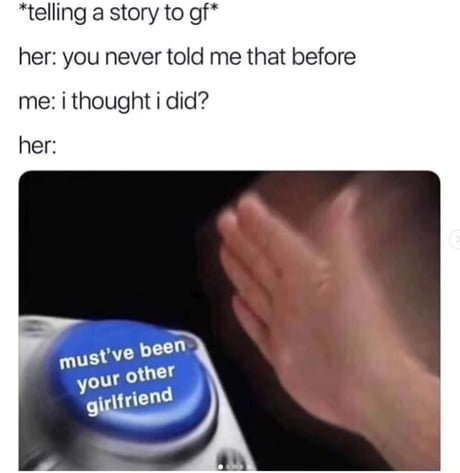 *telling a story to gf*
her: you never told me that before
me: i thought i did?
her:
must've been
your other
girlfriend